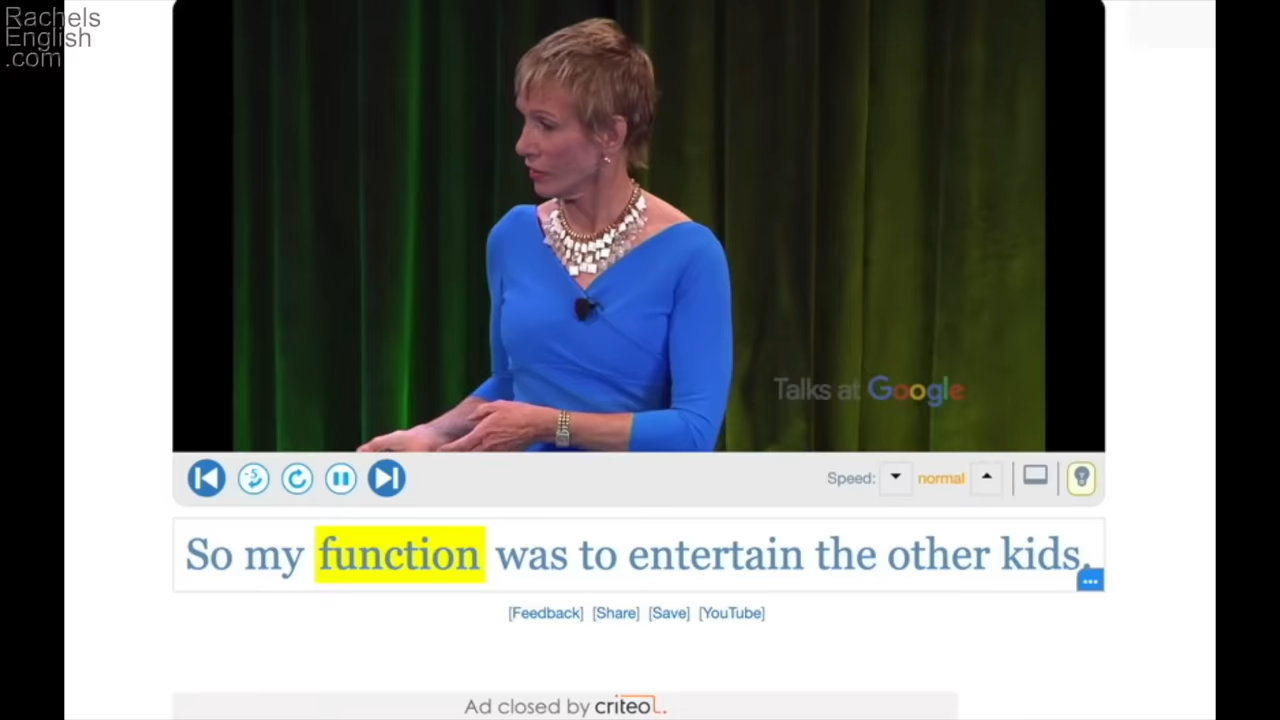 Rachels
English
.com
Talks at Google
-5
Speed: normal
So my function was to entertain the other kids.
...
[Feedback] [Share] [Save] [YouTube]
Ad closed by criteo.